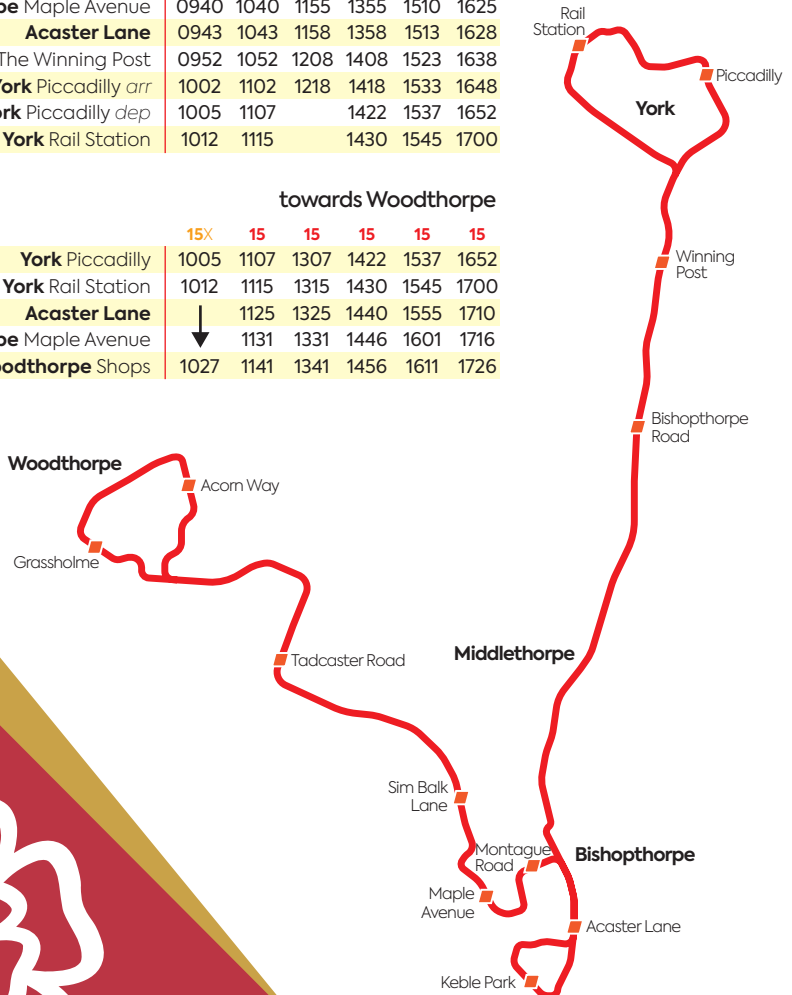 Maple Avenue 0940 1040 1155 1355 1510 1625
Acaster Lane 0943 1043 1158 1358 1513 1628
The Winning Post 0952 1052 1208 1408 1523 1638
York Piccadilly arr 1002 1102 1218 1418 1533 1648
York Piccadilly dep 1005 1107 1422 1537 1652
York Rail Station 1012 1115 1430 1545 1700
towards Woodthorpe
15X 15 15 15 15 15
York Piccadilly 1005 1107 1307 1422 1537 1652
York Rail Station 1012 1115 1315 1430 1545 1700
Acaster Lane 1125 1325 1440 1555 1710
Maple Avenue 1131 1331 1446 1601 1716
Woodthorpe Shops 1027 1141 1341 1456 1611 1726
Rail
Station
Piccadilly
York
Winning
Post
Bishopthorpe
Road
Woodthorpe
Acorn Way
Grassholme
Tadcaster Road
Middlethorpe
Sim Balk
Lane
Montague
Road
Bishopthorpe
Maple
Avenue
Acaster Lane
Keble Park